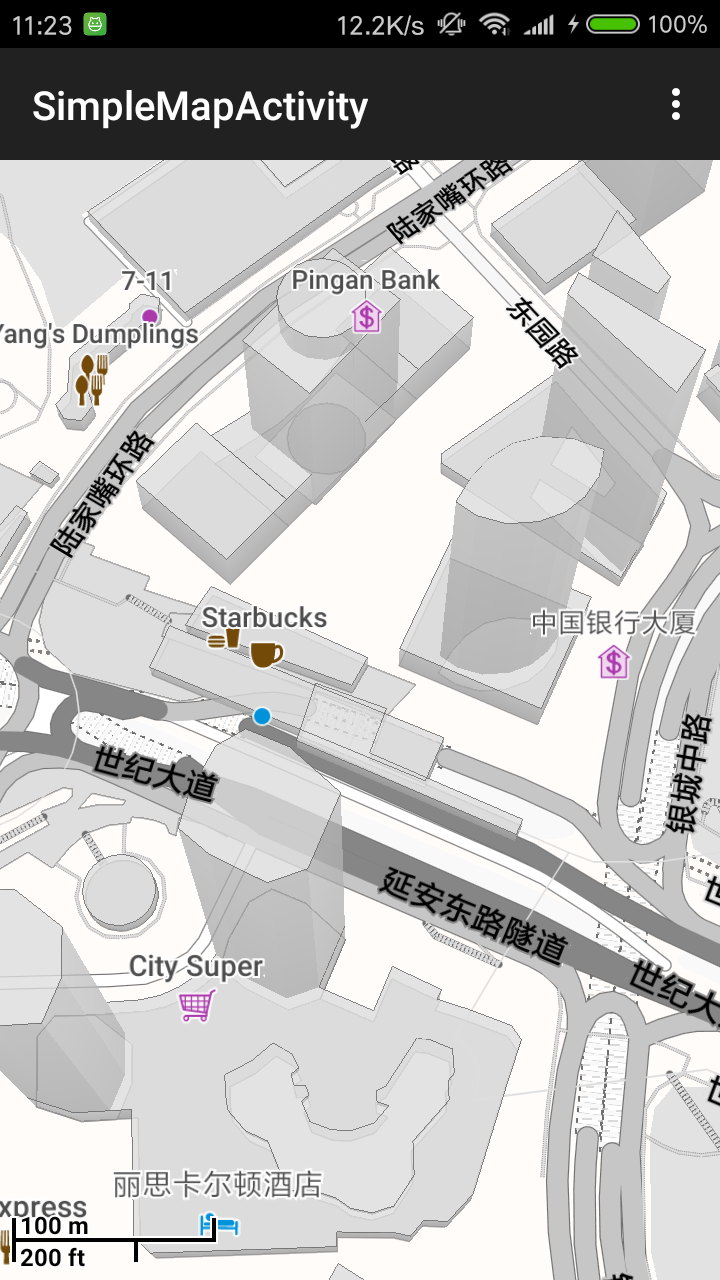 11:23
12.2K/s
100%
SimpleMapActivity
陆家嘴环路
7-11
Pingan Bank
Yang's Dumplings
东园路
陆家嘴环路
Starbucks
中国银行大厦
银城中路
世纪大道
延安东路隧道
City Super
世纪大
世
世
丽思卡尔顿酒店
xpress
100 m
200 ft